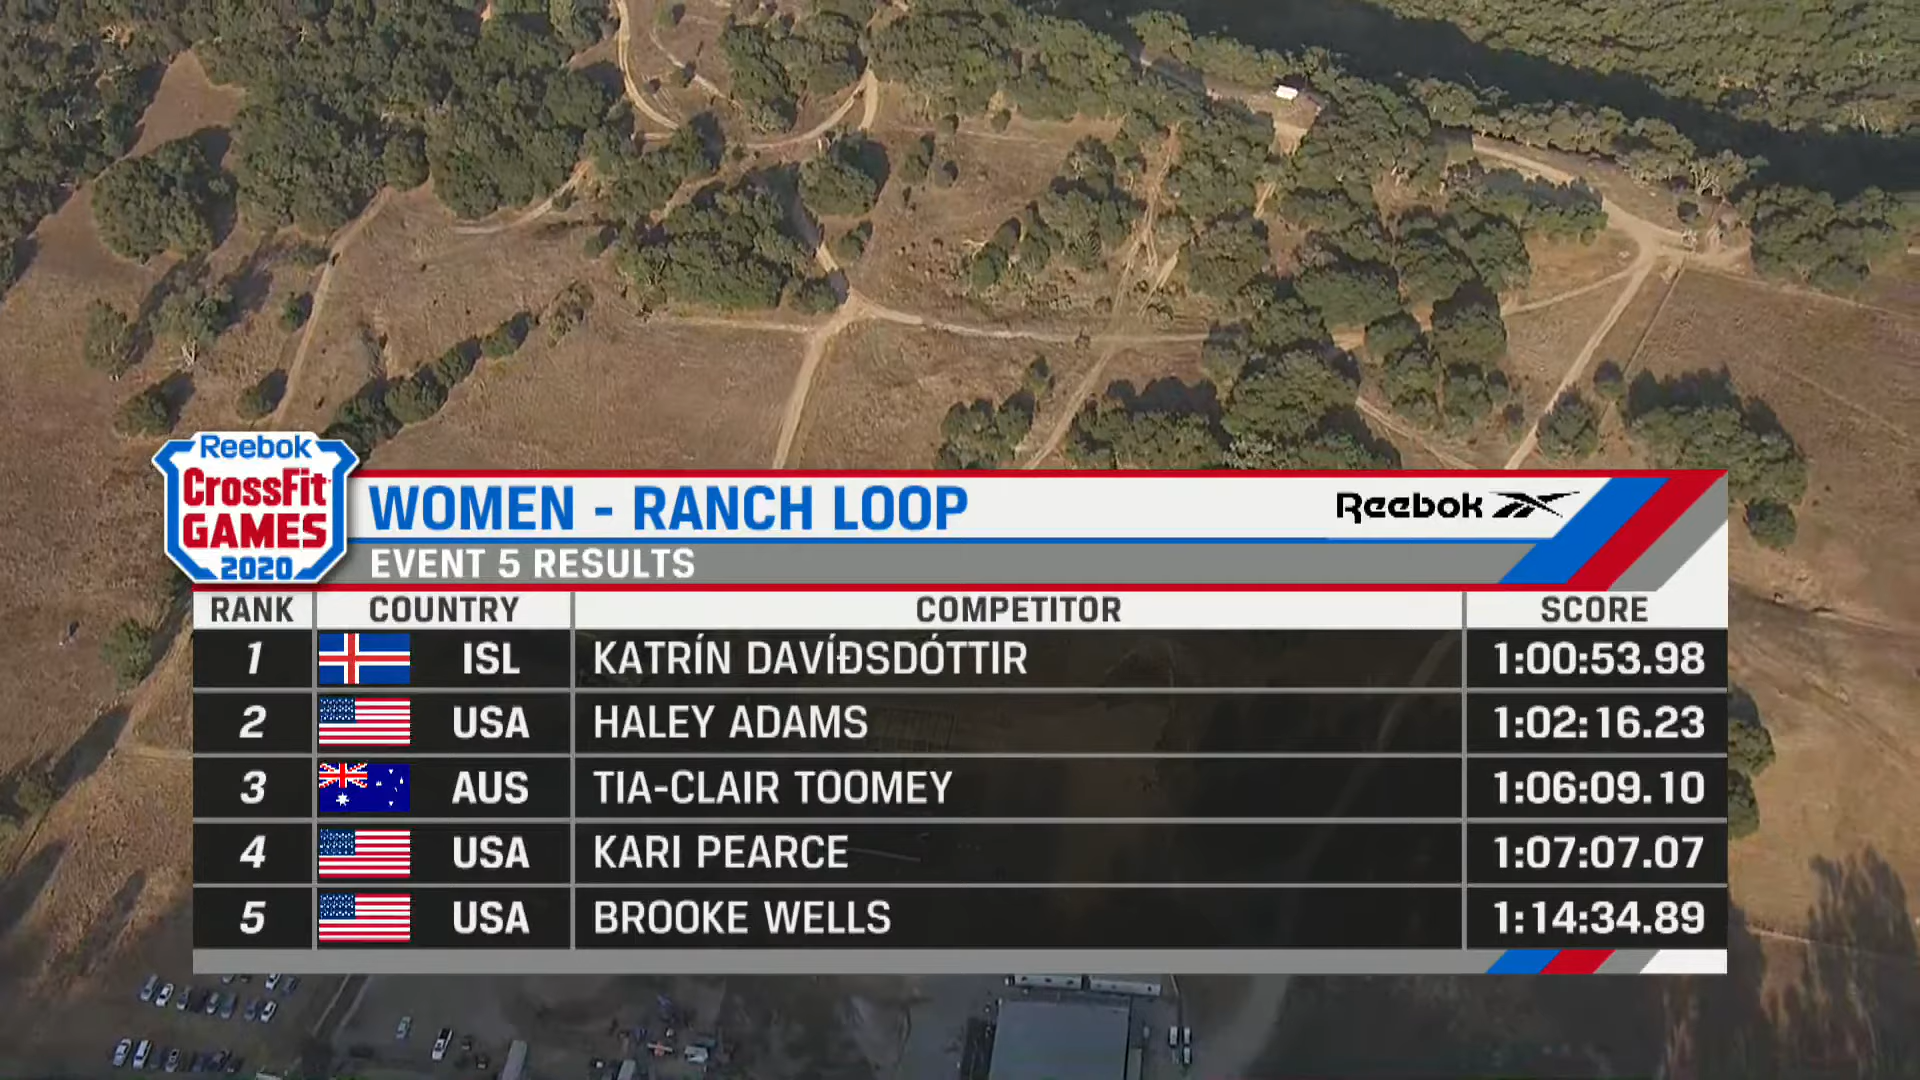 Reebok
CrossFit
GAMES
2020
WOMEN - RANCH LOOP
Reebok
EVENT 5 RESULTS
RANK COUNTRY COMPETITOR SCORE
1 ISL KATRÍN DAVÍÐSDÓTTIR 1:00:53.98
2 USA HALEY ADAMS 1:02:16.23
3 AUS TIA-CLAIR TOOMEY 1:06:09.10
4 USA KARI PEARCE 1:07:07.07
5 USA BROOKE WELLS 1:14:34.89